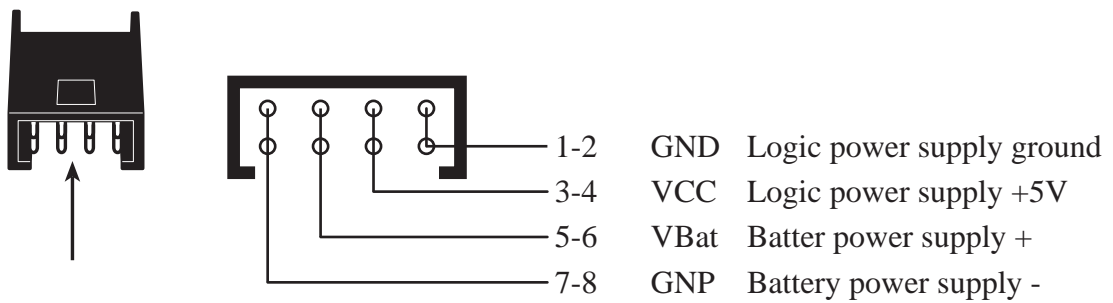 1-2 GND Logic power supply ground
3-4 VCC Logic power supply +5V
5-6 VBat Batter power supply +
7-8 GNP Battery power supply -